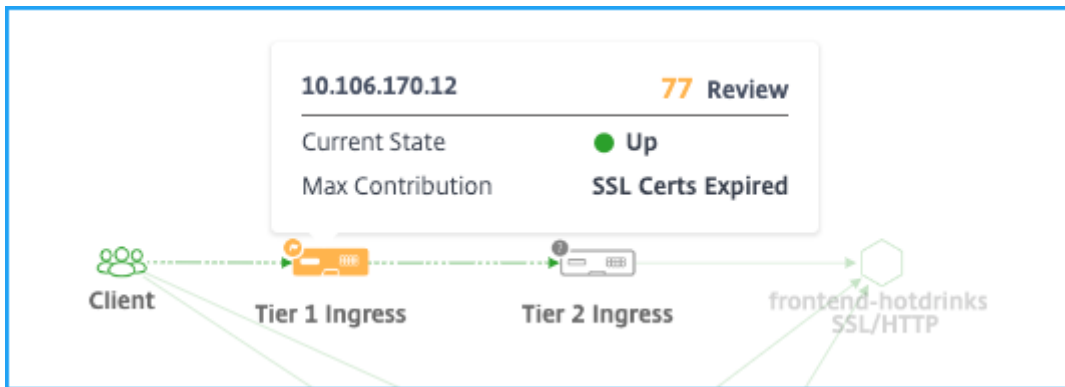 10.106.170.12 77 Review
Current State Up
Max Contribution SSL Certs Expired
?
Client
Tier 1 Ingress
Tier 2 Ingress
frontend-hotdrinks
SSL/HTTP